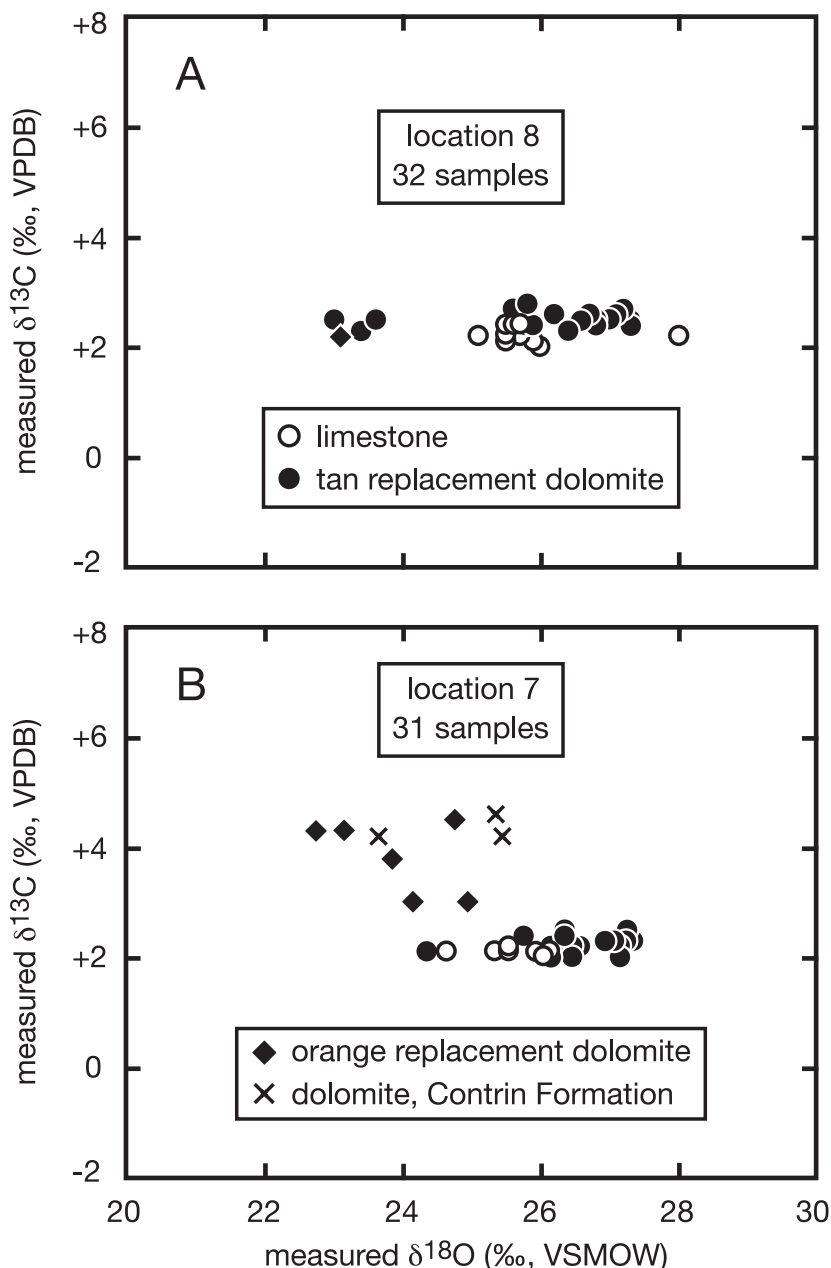 +8
A
+6
location 8
32 samples
+4
measured δ13C (‰, VPDB)
+2
limestone
0
tan replacement dolomite
-2
+8
B
location 7
31 samples
+6
measured δ13C (‰, VPDB)
+4
+2
orange replacement dolomite
0
dolomite, Contrin Formation
-2
20 22 24 26 28 30
measured δ18O (‰, VSMOW)